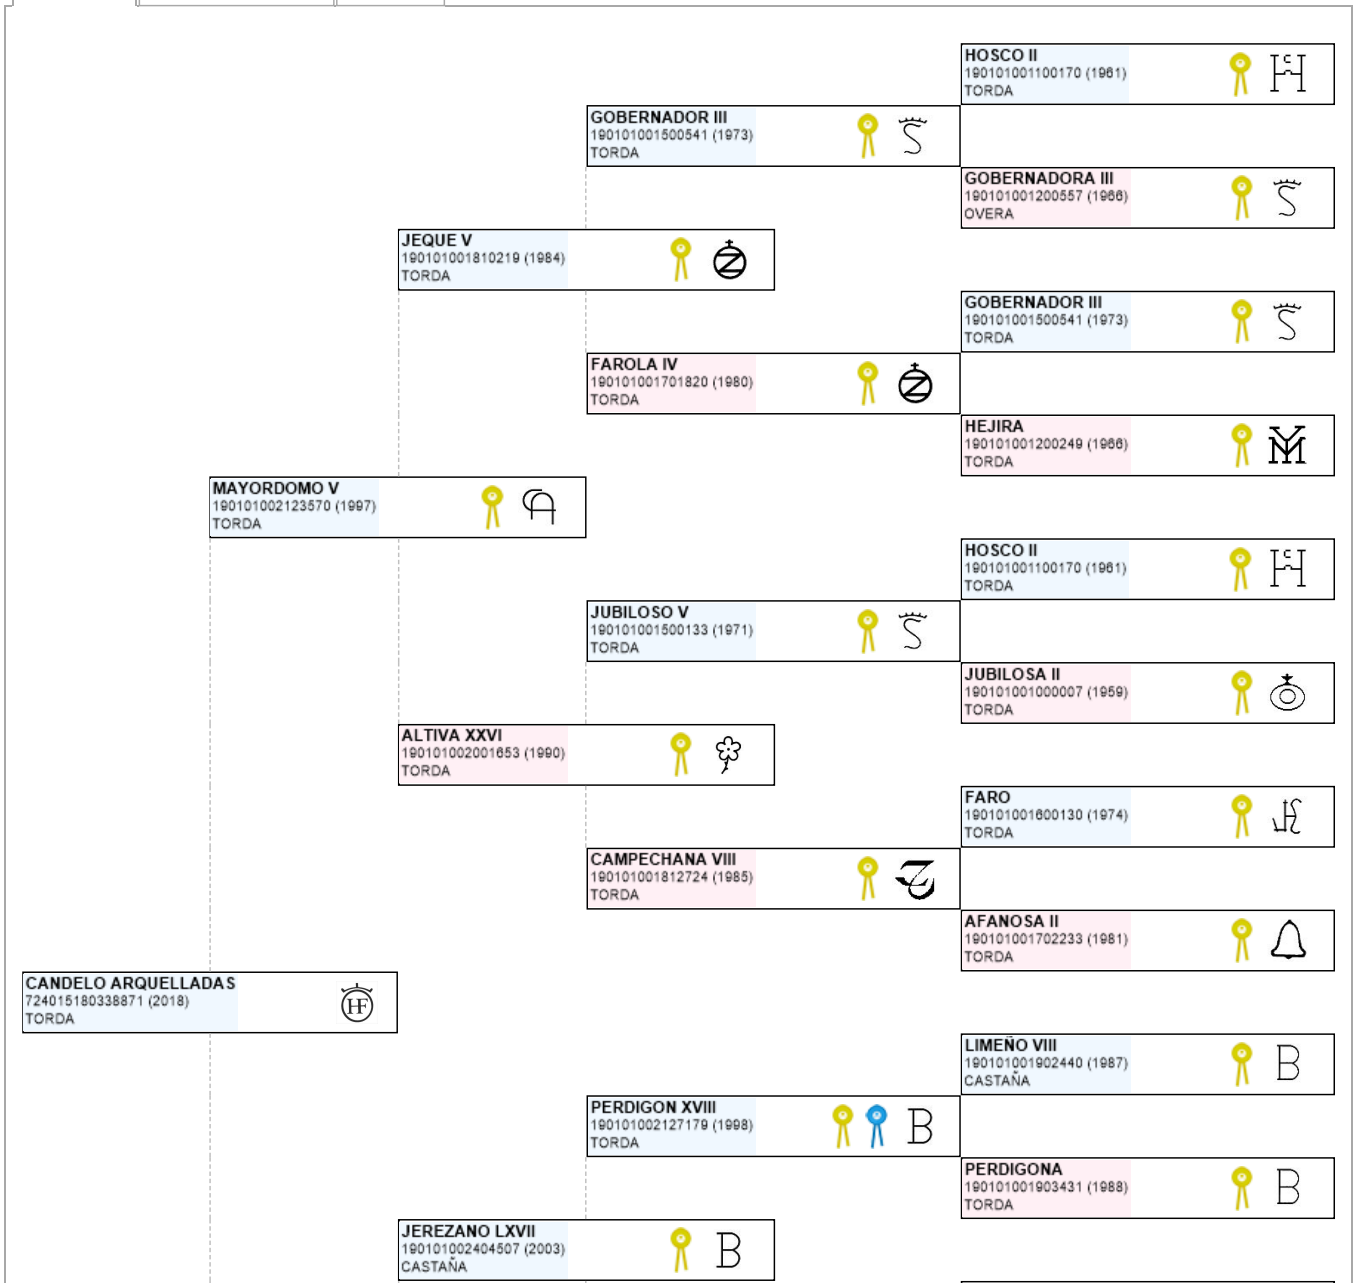 HOSCO II
190101001100170 (1961)
TORDA
GOBERNADOR III
190101001500541 (1973)
TORDA
GOBERNADORA III
190101001200557 (1966)
OVERA
JEQUE V
190101001810219 (1984)
TORDA
GOBERNADOR III
190101001500541 (1973)
TORDA
FAROLA IV
190101001701820 (1980)
TORDA
HEJIRA
190101001200249 (1966)
TORDA
MAYORDOMO V
190101002123570 (1997)
TORDA
HOSCO II
190101001100170 (1961)
TORDA
JUBILOSO V
190101001500133 (1971)
TORDA
JUBILOSA II
190101001000007 (1959)
TORDA
ALTIVA XXVI
190101002001653 (1990)
TORDA
FARO
190101001600130 (1974)
TORDA
CAMPECHANA VIII
190101001812724 (1985)
TORDA
AFANOSA II
190101001702233 (1981)
TORDA
CANDELO ARQUELLADAS
724015180338871 (2018)
TORDA
HF
LIMEÑO VIII
190101001902440 (1987)
CASTAÑA
B
PERDIGON XVIII
190101002127179 (1998)
TORDA
B
PERDIGONA
190101001903431 (1988)
TORDA
B
JEREZANO LXVII
190101002404507 (2003)
CASTAÑA
B